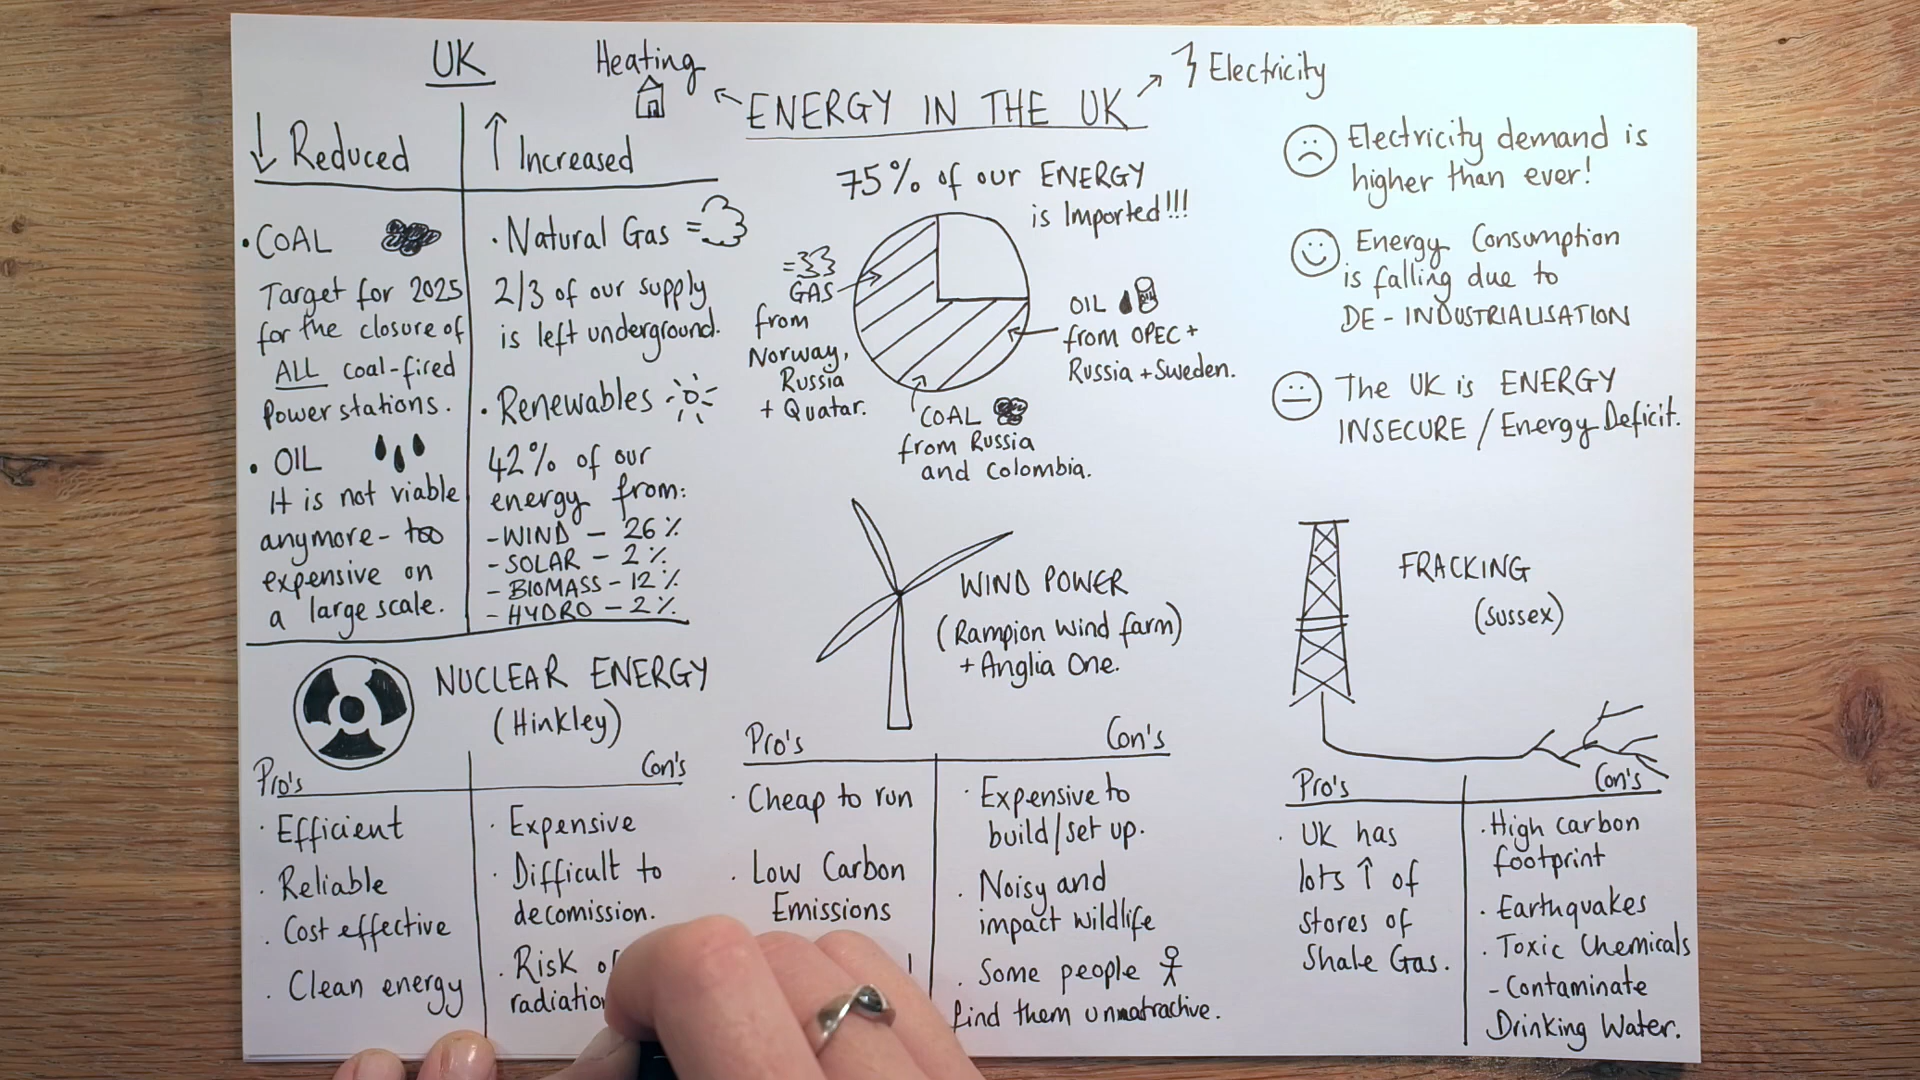 UK
↓ Reduced
↑ Increased
• COAL
Target for 2025
for the closure of
ALL coal-fired
Power stations.
• OIL
It is not viable
anymore - too
expensive on
a large scale.
• Natural Gas
2/3 of our supply
is left underground.
• Renewables
42% of our
energy from:
- WIND - 26%
- SOLAR - 2%
- BIOMASS - 12%
- HYDRO - 2%
Heating
ENERGY IN THE UK
Electricity
75% of our ENERGY
is Imported!!!
GAS
from
Norway,
Russia
+ Quatar.
OIL
from OPEC +
Russia + Sweden.
COAL
from Russia
and Colombia.
Electricity demand is
higher than ever!
Energy Consumption
is falling due to
DE - INDUSTRIALISATION
The UK is ENERGY
INSECURE / Energy Deficit.
NUCLEAR ENERGY
(Hinkley)
Pro's
Con's
· Efficient
· Reliable
· Cost effective
· Clean energy
· Expensive
· Difficult to
decomission.
· Risk of
radiation
WIND POWER
(Rampion Wind farm)
+ Anglia One.
Pro's
Con's
· Cheap to run
· Low Carbon
Emissions
· Expensive to
build/set up.
· Noisy and
impact wildlife
· Some people
find them unnatractive.
FRACKING
(Sussex)
Pro's
Con's
· UK has
lots ↑ of
stores of
Shale Gas.
· High carbon
footprint
· Earthquakes
· Toxic Chemicals
- Contaminate
Drinking Water.